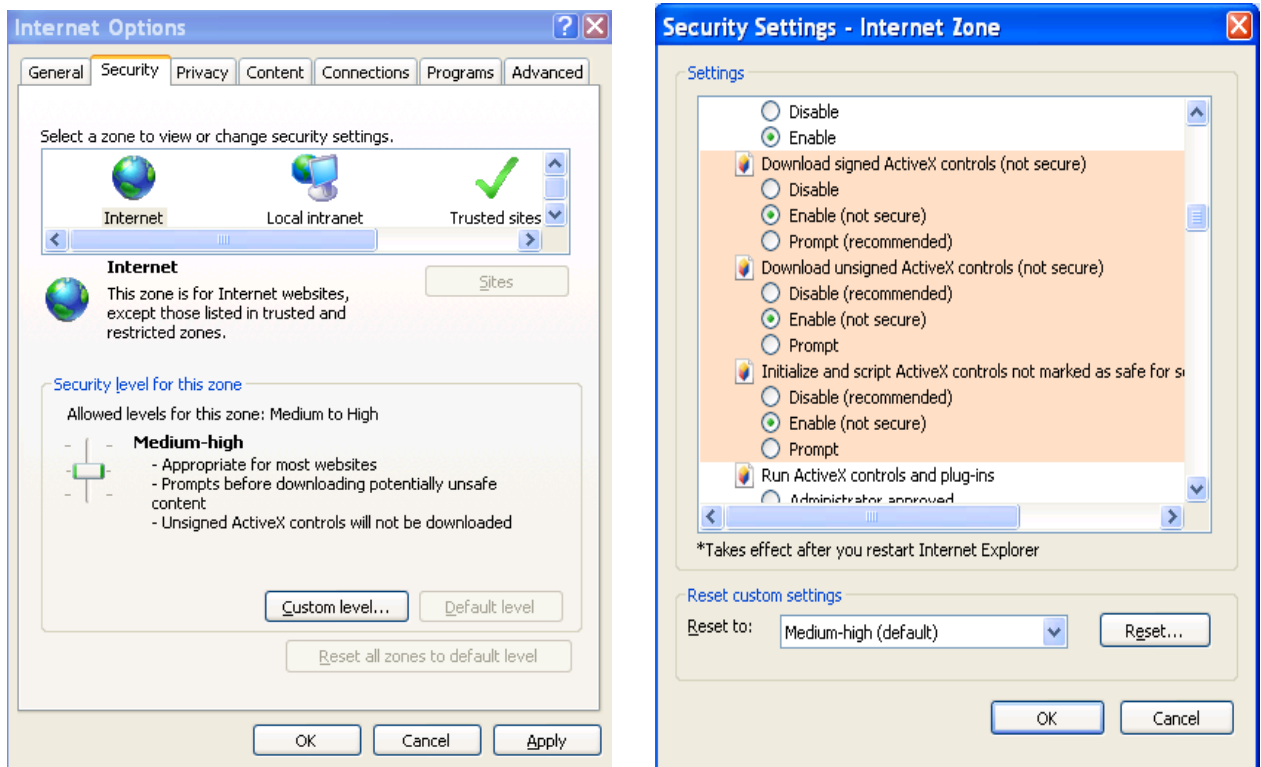 Internet Options
General Security Privacy Content Connections Programs Advanced
Select a zone to view or change security settings.
Internet Local intranet Trusted sites
Internet
Sites
This zone is for Internet websites,
except those listed in trusted and
restricted zones.
Security level for this zone
Allowed levels for this zone: Medium to High
Medium-high
- Appropriate for most websites
- Prompts before downloading potentially unsafe
content
- Unsigned ActiveX controls will not be downloaded
Custom level... Default level
Reset all zones to default level
OK Cancel Apply
Security Settings - Internet Zone
Settings
Disable
Enable
Download signed ActiveX controls (not secure)
Disable
Enable (not secure)
Prompt (recommended)
Download unsigned ActiveX controls (not secure)
Disable (recommended)
Enable (not secure)
Prompt
Initialize and script ActiveX controls not marked as safe for
Disable (recommended)
Enable (not secure)
Prompt
Run ActiveX controls and plug-ins
Administrator approved
*Takes effect after you restart Internet Explorer
Reset custom settings
Reset to: Medium-high (default) Reset...
OK Cancel